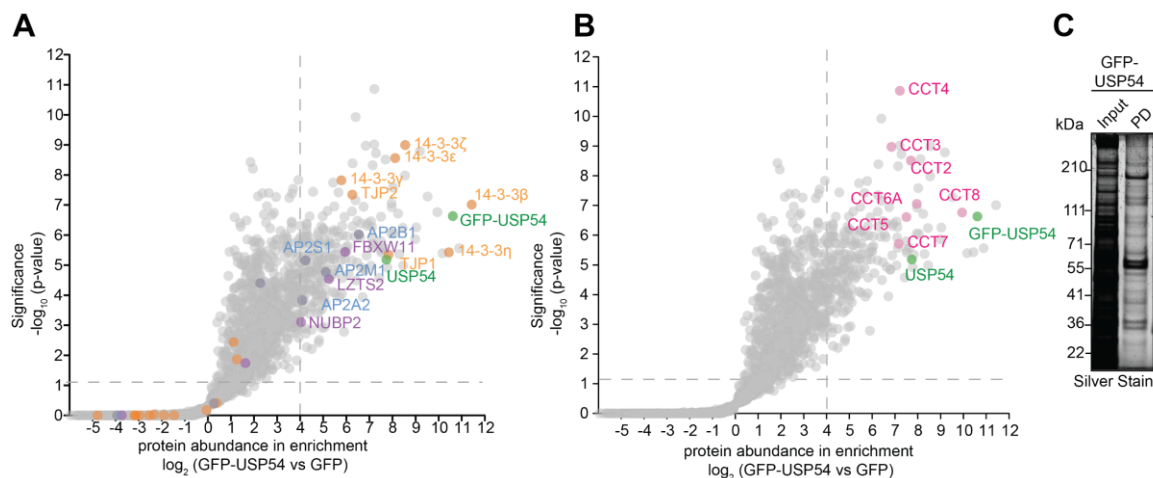 A
12
11
10
9
8
7
6
5
4
3
2
1
0
Significance
-log10 (p-value)
14-3-3ζ
14-3-3ε
14-3-3γ
TJP2
14-3-3β
GFP-USP54
AP2B1
AP2S1
FBXW11
14-3-3η
TJP1
AP2M1
USP54
LZTS2
AP2A2
NUBP2
-5 -4 -3 -2 -1 0 1 2 3 4 5 6 7 8 9 10 11 12
protein abundance in enrichment
log2 (GFP-USP54 vs GFP)
B
12
11
10
9
8
7
6
5
4
3
2
1
0
Significance
-log10 (p-value)
CCT4
CCT3
CCT2
CCT6A
CCT8
CCT5
GFP-USP54
CCT7
USP54
-5 -4 -3 -2 -1 0 1 2 3 4 5 6 7 8 9 10 11 12
protein abundance in enrichment
log2 (GFP-USP54 vs GFP)
C
GFP-
USP54
kDa
Input
PD
210
111
71
55
41
36
22
Silver Stain